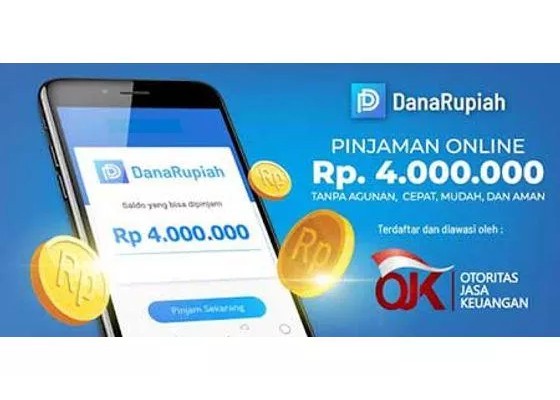 DanaRupiah
Saldo yang bisa dipinjam
Rp 4.000.000
Pinjam Sekarang
Rp
Rp
Rp
DanaRupiah
PINJAMAN ONLINE
Rp. 4.000.000
TANPA AGUNAN, CEPAT, MUDAH, DAN AMAN
Terdaftar dan diawasi oleh :
OJK
OTORITAS
JASA
KEUANGAN